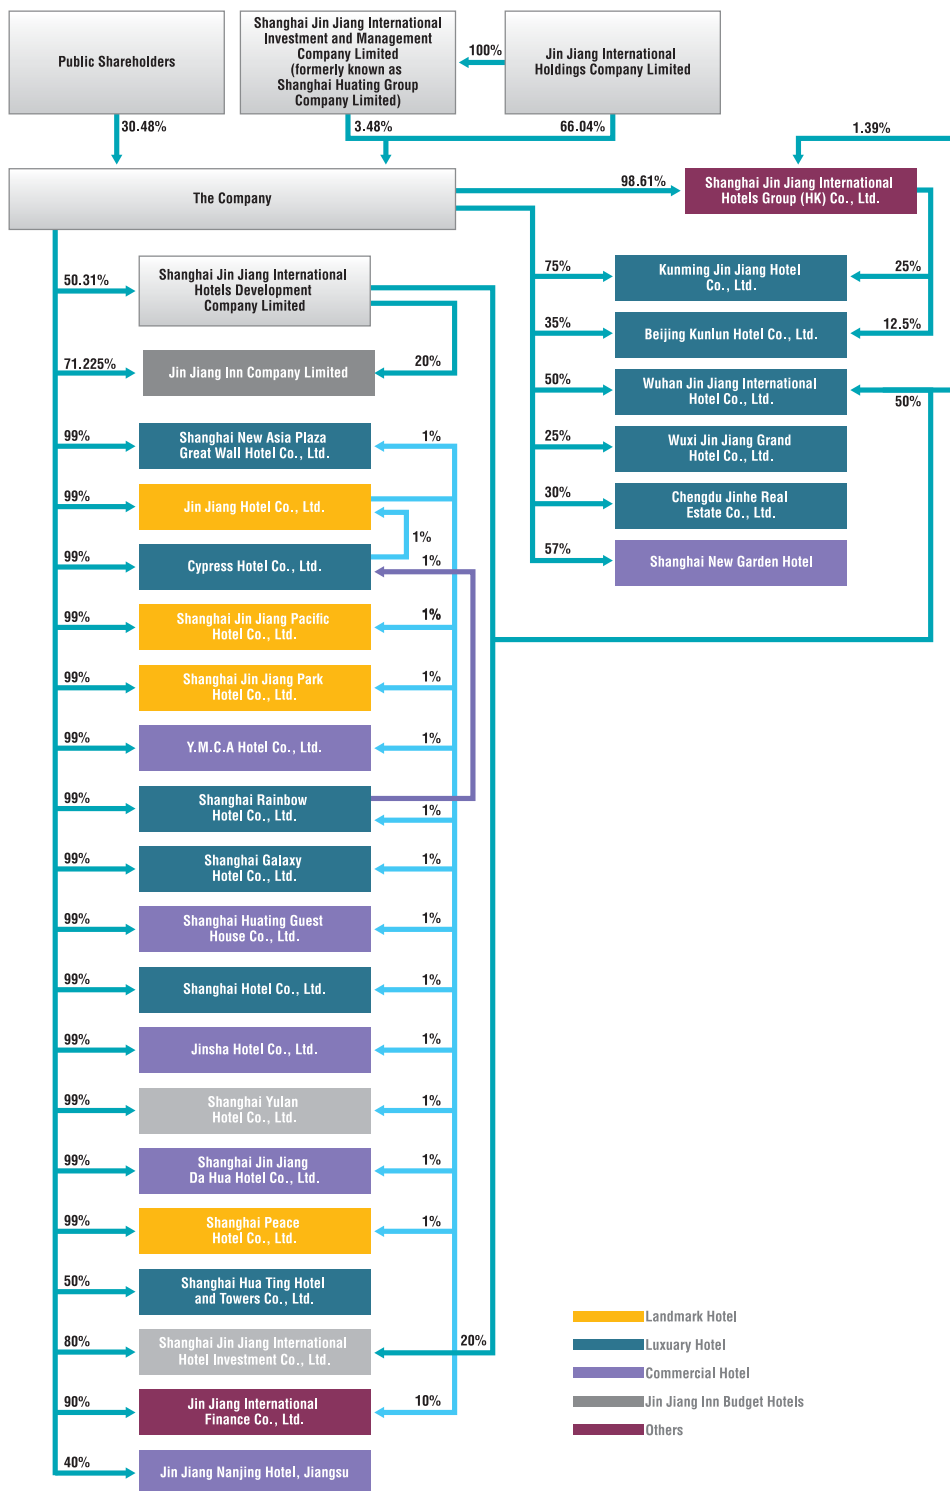 Public Shareholders
Shanghai Jin Jiang International
Investment and Management
Company Limited
(formerly known as
Shanghai Huating Group
Company Limited)
100%
Jin Jiang International
Holdings Company Limited
30.48%
3.48%
66.04%
1.39%
The Company
98.61%
Shanghai Jin Jiang International
Hotels Group (HK) Co., Ltd.
50.31%
Shanghai Jin Jiang International
Hotels Development
Company Limited
75%
Kunming Jin Jiang Hotel
Co., Ltd.
25%
35%
Beijing Kunlun Hotel Co., Ltd.
12.5%
71.225%
Jin Jiang Inn Company Limited
20%
50%
Wuhan Jin Jiang International
Hotel Co., Ltd.
50%
99%
Shanghai New Asia Plaza
Great Wall Hotel Co., Ltd.
1%
25%
Wuxi Jin Jiang Grand
Hotel Co., Ltd.
99%
Jin Jiang Hotel Co., Ltd.
30%
Chengdu Jinhe Real
Estate Co., Ltd.
1%
99%
Cypress Hotel Co., Ltd.
1%
57%
Shanghai New Garden Hotel
99%
Shanghai Jin Jiang Pacific
Hotel Co., Ltd.
1%
99%
Shanghai Jin Jiang Park
Hotel Co., Ltd.
1%
99%
Y.M.C.A Hotel Co., Ltd.
1%
99%
Shanghai Rainbow
Hotel Co., Ltd.
1%
99%
Shanghai Galaxy
Hotel Co., Ltd.
1%
99%
Shanghai Huating Guest
House Co., Ltd.
1%
99%
Shanghai Hotel Co., Ltd.
1%
99%
Jinsha Hotel Co., Ltd.
1%
99%
Shanghai Yulan
Hotel Co., Ltd.
1%
99%
Shanghai Jin Jiang
Da Hua Hotel Co., Ltd.
1%
99%
Shanghai Peace
Hotel Co., Ltd.
1%
50%
Shanghai Hua Ting Hotel
and Towers Co., Ltd.
80%
Shanghai Jin Jiang International
Hotel Investment Co., Ltd.
20%
90%
Jin Jiang International
Finance Co., Ltd.
10%
40%
Jin Jiang Nanjing Hotel, Jiangsu
Landmark Hotel
Luxuary Hotel
Commercial Hotel
Jin Jiang Inn Budget Hotels
Others